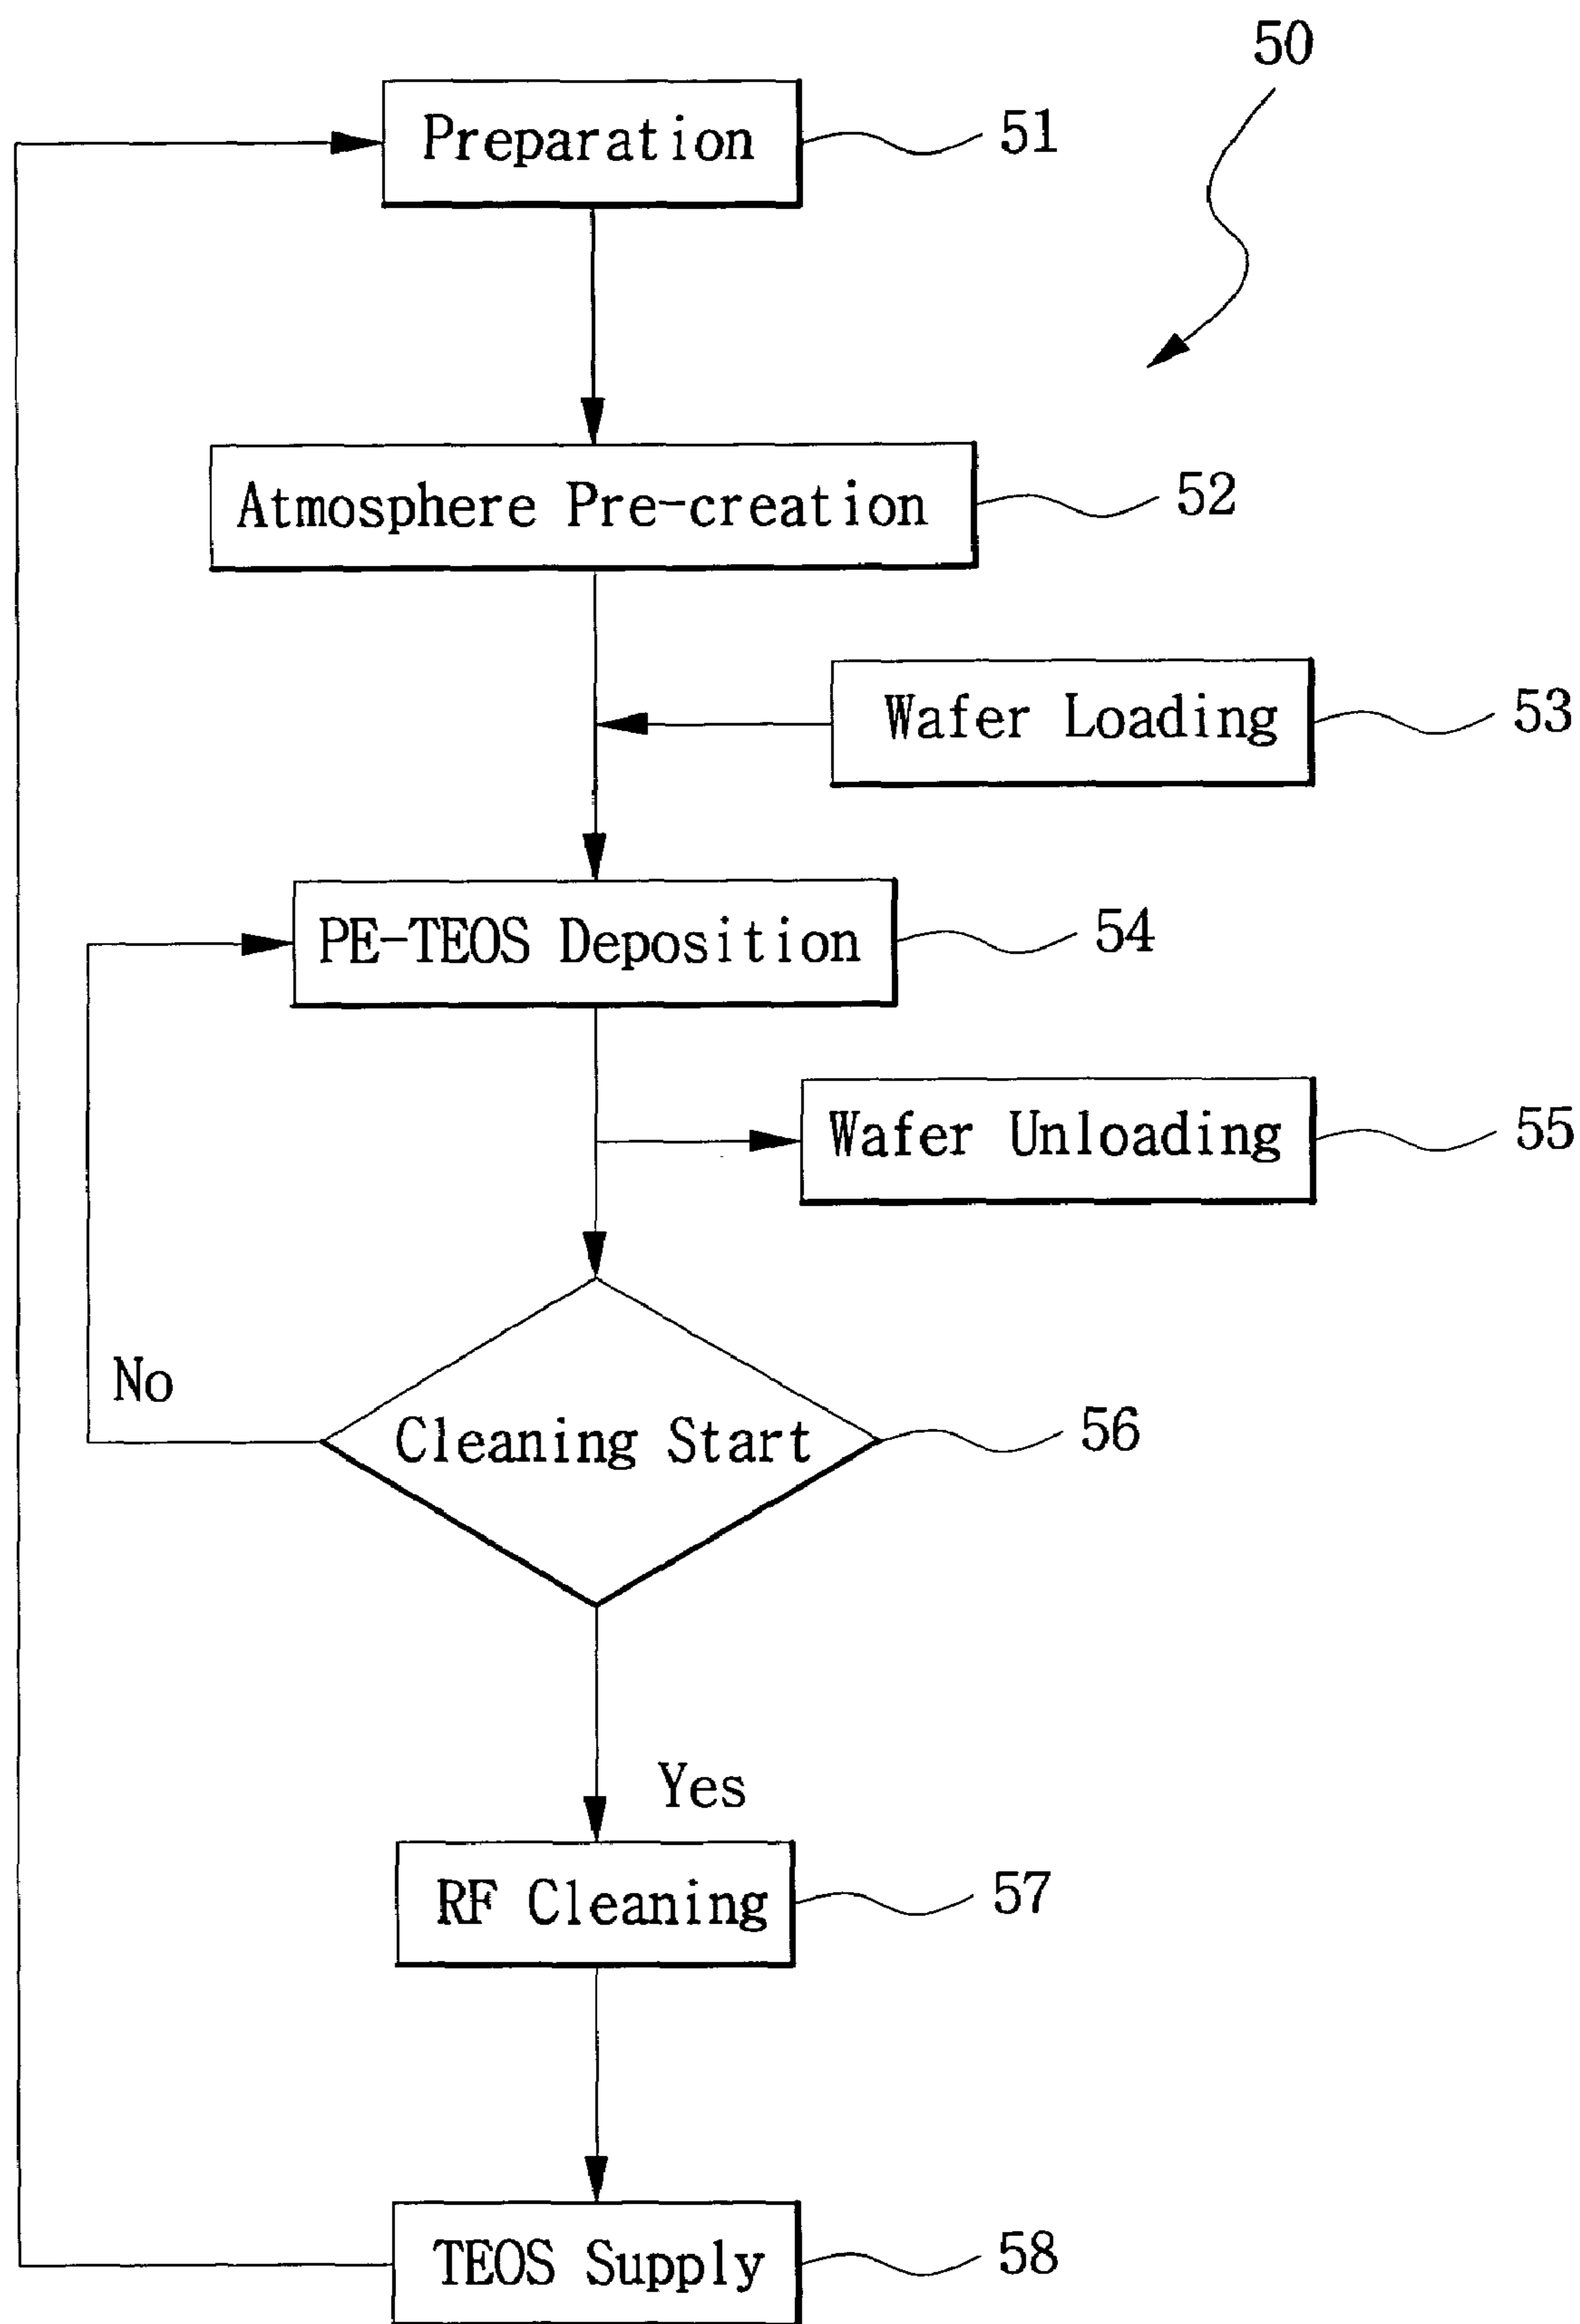 50
Preparation 51
Atmosphere Pre-creation 52
Wafer Loading 53
PE-TEOS Deposition 54
Wafer Unloading 55
No
Cleaning Start 56
Yes
RF Cleaning 57
TEOS Supply 58